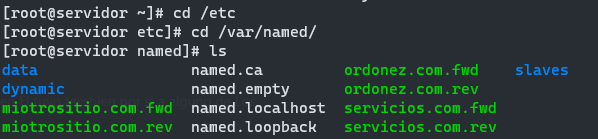 [root@servidor ~]# cd /etc
[root@servidor etc]# cd /var/named/
[root@servidor named]# ls
data named.ca ordonez.com.fwd slaves
dynamic named.empty ordonez.com.rev
miotrositio.com.fwd named.localhost servicios.com.fwd
miotrositio.com.rev named.loopback servicios.com.rev